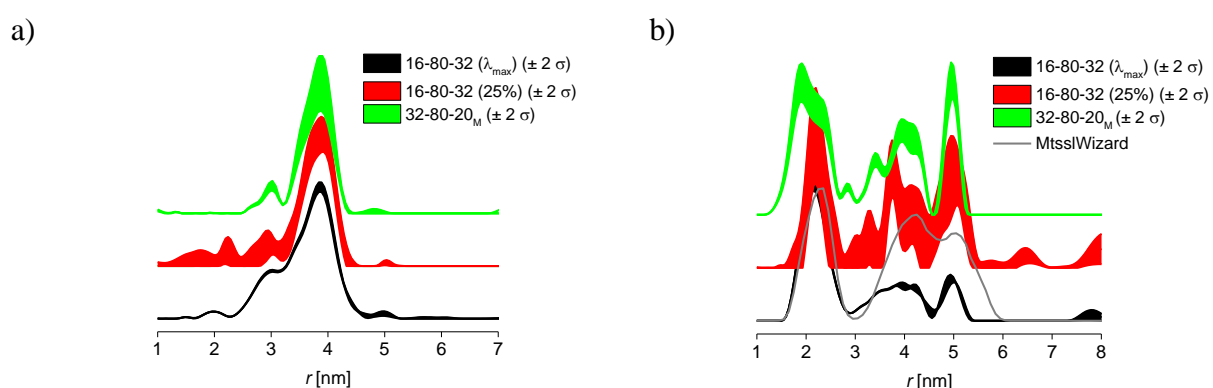 a)
16-80-32 (λmax) (± 2 σ)
16-80-32 (25%) (± 2 σ)
32-80-20M (± 2 σ)
1 2 3 4 5 6 7
r [nm]
b)
16-80-32 (λmax) (± 2 σ)
16-80-32 (25%) (± 2 σ)
32-80-20M (± 2 σ)
MtsslWizard
1 2 3 4 5 6 7 8
r [nm]